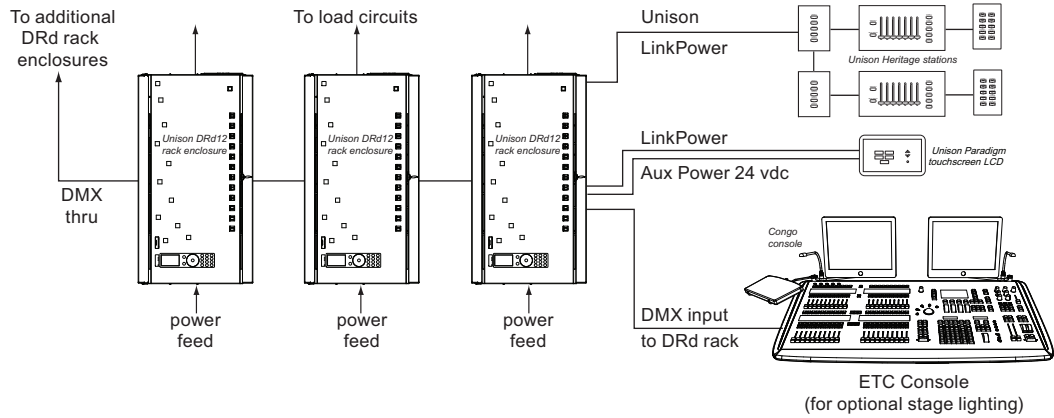 To additional
DRd rack
enclosures
To load circuits
Unison
LinkPower
Unison Heritage stations
Unison DRd12
rack enclosure
Unison DRd12
rack enclosure
Unison DRd12
rack enclosure
LinkPower
Aux Power 24 vdc
Unison Paradigm
touchscreen LCD
DMX
thru
Congo
console
power
feed
power
feed
power
feed
DMX input
to DRd rack
ETC Console
(for optional stage lighting)